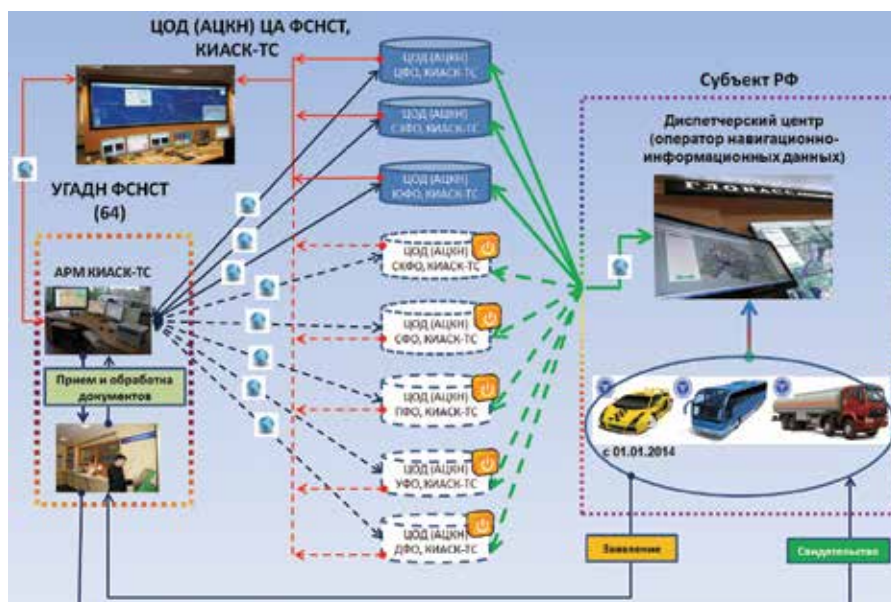 ЦОД (АЦКН) ЦА ФСНСТ,
КИАСК-ТС
ЦОД (АЦКН)
ЦФО, КИАСК-ТС
ЦОД (АЦКН)
СЗФО, КИАСК-ТС
ЦОД (АЦКН)
ЮФО, КИАСК-ТС
ЦОД (АЦКН)
СКФО, КИАСК-ТС
ЦОД (АЦКН)
СФО, КИАСК-ТС
ЦОД (АЦКН)
ПФО, КИАСК-ТС
ЦОД (АЦКН)
УФО, КИАСК-ТС
ЦОД (АЦКН)
ДФО, КИАСК-ТС
УГАДН ФСНСТ
(64)
АРМ КИАСК-ТС
Прием и обработка
документов
Субъект РФ
Диспетчерский центр
(оператор навигационно-
информационных данных)
ГЛОНАСС
с 01.01.2014
Заявление
Свидетельство